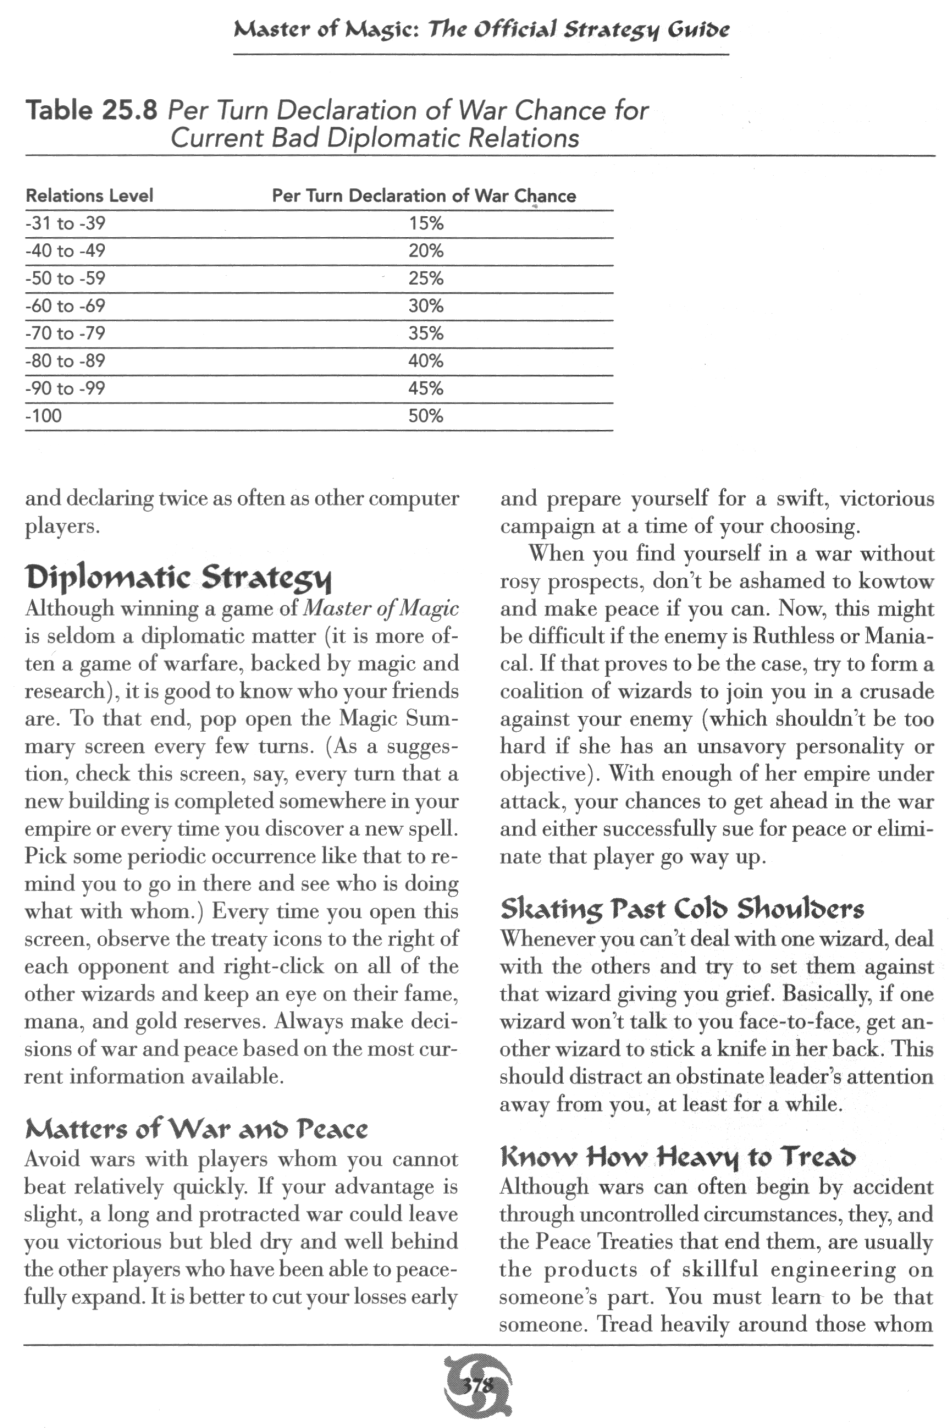 Master of Magic: The Official Strategy Guide
Table 25.8 Per Turn Declaration of War Chance for
Current Bad Diplomatic Relations
Relations Level Per Turn Declaration of War Chance
-31 to -39 15%
-40 to -49 20%
-50 to -59 25%
-60 to -69 30%
-70 to -79 35%
-80 to -89 40%
-90 to -99 45%
-100 50%
and declaring twice as often as other computer
players.
Diplomatic Strategy
Although winning a game of Master of Magic
is seldom a diplomatic matter (it is more of-
ten a game of warfare, backed by magic and
research), it is good to know who your friends
are. To that end, pop open the Magic Sum-
mary screen every few turns. (As a sugges-
tion, check this screen, say, every turn that a
new building is completed somewhere in your
empire or every time you discover a new spell.
Pick some periodic occurrence like that to re-
mind you to go in there and see who is doing
what with whom.) Every time you open this
screen, observe the treaty icons to the right of
each opponent and right-click on all of the
other wizards and keep an eye on their fame,
mana, and gold reserves. Always make deci-
sions of war and peace based on the most cur-
rent information available.
Matters of War and Peace
Avoid wars with players whom you cannot
beat relatively quickly. If your advantage is
slight, a long and protracted war could leave
you victorious but bled dry and well behind
the other players who have been able to peace-
fully expand. It is better to cut your losses early
and prepare yourself for a swift, victorious
campaign at a time of your choosing.
When you find yourself in a war without
rosy prospects, don't be ashamed to kowtow
and make peace if you can. Now, this might
be difficult if the enemy is Ruthless or Mania-
cal. If that proves to be the case, try to form a
coalition of wizards to join you in a crusade
against your enemy (which shouldn't be too
hard if she has an unsavory personality or
objective). With enough of her empire under
attack, your chances to get ahead in the war
and either successfully sue for peace or elimi-
nate that player go way up.
Skating Past Cold Shoulders
Whenever you can't deal with one wizard, deal
with the others and try to set them against
that wizard giving you grief. Basically, if one
wizard won't talk to you face-to-face, get an-
other wizard to stick a knife in her back. This
should distract an obstinate leader's attention
away from you, at least for a while.
Know How Heavy to Tread
Although wars can often begin by accident
through uncontrolled circumstances, they, and
the Peace Treaties that end them, are usually
the products of skillful engineering on
someone's part. You must learn to be that
someone. Tread heavily around those whom
378